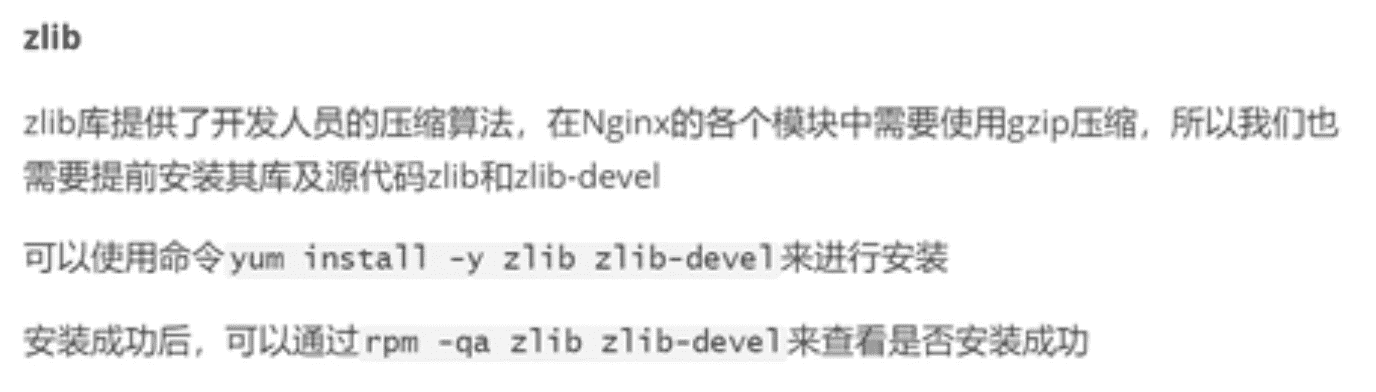 zlib
zlib库提供了开发人员的压缩算法，在Nginx的各个模块中需要使用gzip压缩，所以我们也
需要提前安装其库及源代码zlib和zlib-devel
可以使用命令yum install -y zlib zlib-devel来进行安装
安装成功后，可以通过rpm -qa zlib zlib-devel来查看是否安装成功